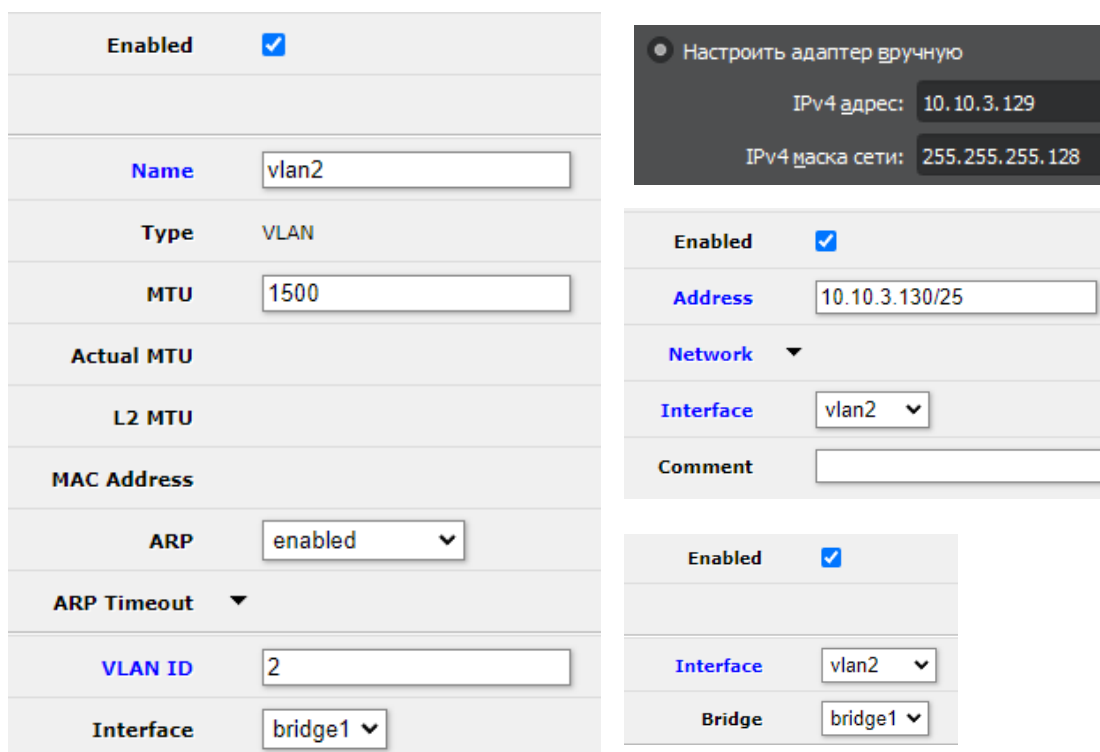 Enabled
Name vlan2
Type VLAN
MTU 1500
Actual MTU
L2 MTU
MAC Address
ARP enabled
ARP Timeout
VLAN ID 2
Interface bridge1
Настроить адаптер вручную
IPv4 адрес: 10.10.3.129
IPv4 маска сети: 255.255.255.128
Enabled
Address 10.10.3.130/25
Network
Interface vlan2
Comment
Enabled
Interface vlan2
Bridge bridge1